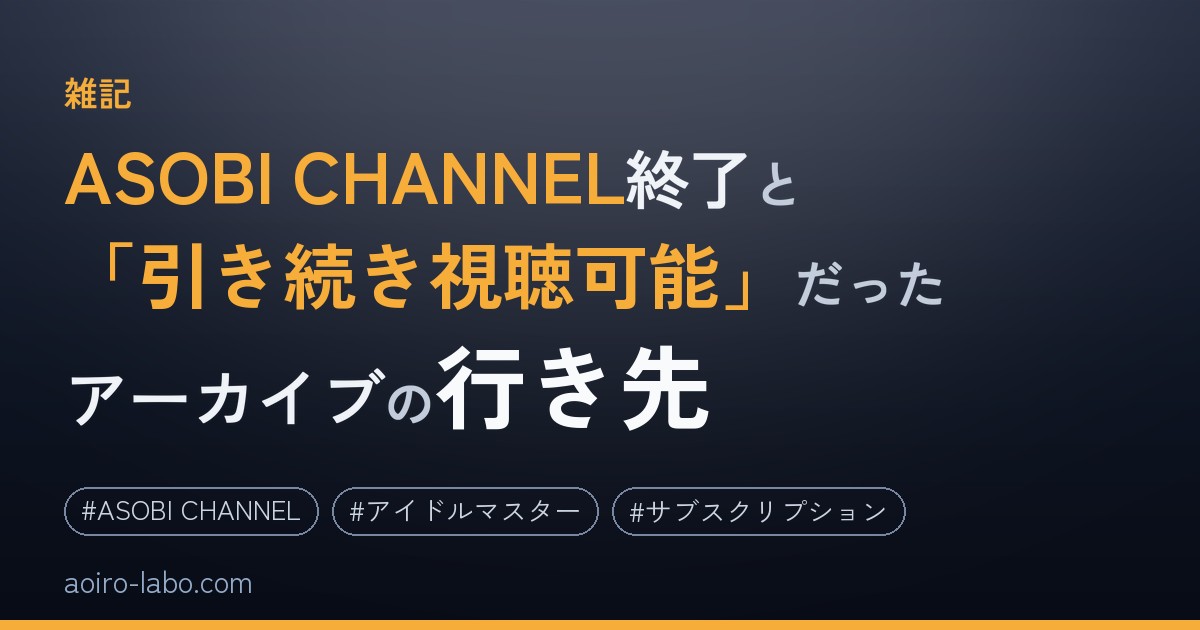 雑記
ASOBI CHANNEL終了と
「引き続き視聴可能」だった
アーカイブの行き先
#ASOBI CHANNEL #アイドルマスター #サブスクリプション
aoiro-labo.com